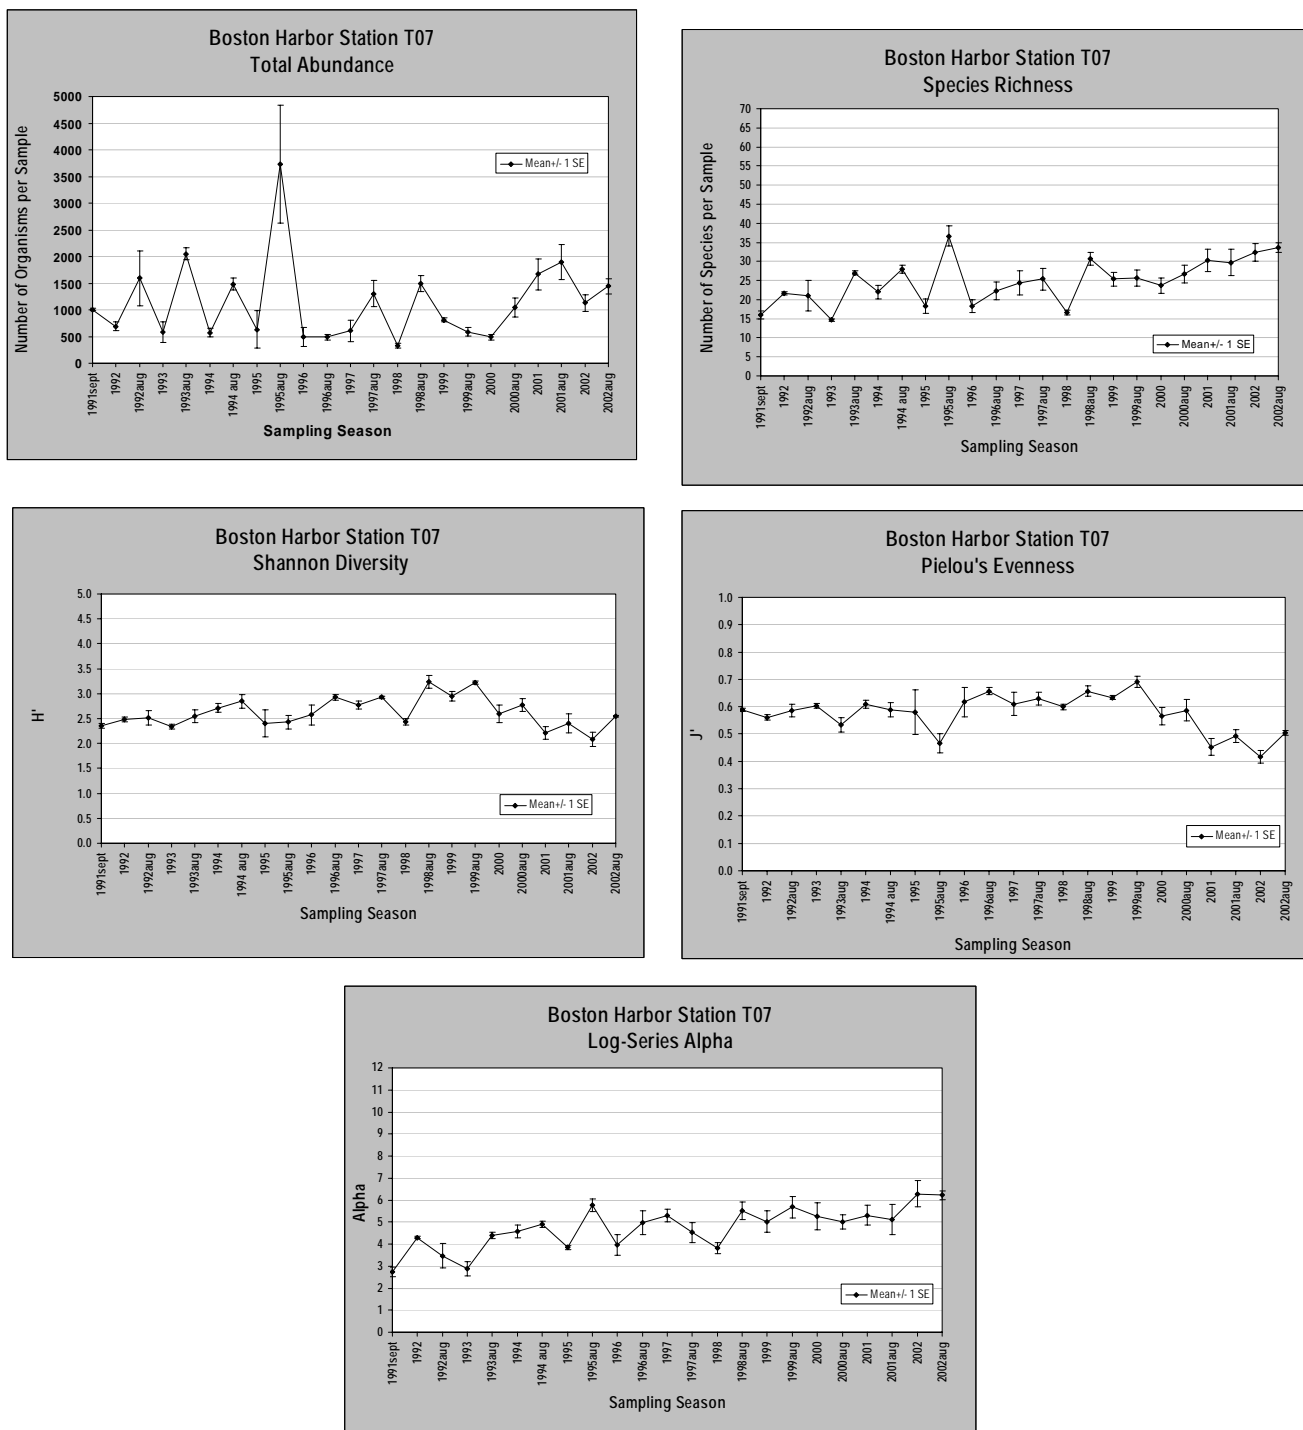 Boston Harbor Station T07
Total Abundance
Number of Organisms per Sample
5000
4500
4000
3500
3000
2500
2000
1500
1000
500
0
Mean+/- 1 SE
1991sept
1992
1992aug
1993
1993aug
1994
1994 aug
1995
1995aug
1996
1996aug
1997
1997aug
1998
1998aug
1999
1999aug
2000
2000aug
2001
2001aug
2002
2002aug
Sampling Season
Boston Harbor Station T07
Species Richness
Number of Species per Sample
70
65
60
55
50
45
40
35
30
25
20
15
10
5
0
Mean+/- 1 SE
1991sept
1992
1992aug
1993
1993aug
1994
1994 aug
1995
1995aug
1996
1996aug
1997
1997aug
1998
1998aug
1999
1999aug
2000
2000aug
2001
2001aug
2002
2002aug
Sampling Season
Boston Harbor Station T07
Shannon Diversity
H'
5.0
4.5
4.0
3.5
3.0
2.5
2.0
1.5
1.0
0.5
0.0
Mean+/- 1 SE
1991sept
1992
1992aug
1993
1993aug
1994
1994 aug
1995
1995aug
1996
1996aug
1997
1997aug
1998
1998aug
1999
1999aug
2000
2000aug
2001
2001aug
2002
2002aug
Sampling Season
Boston Harbor Station T07
Pielou's Evenness
J'
1.0
0.9
0.8
0.7
0.6
0.5
0.4
0.3
0.2
0.1
0.0
Mean+/- 1 SE
1991sept
1992
1992aug
1993
1993aug
1994
1994 aug
1995
1995aug
1996
1996aug
1997
1997aug
1998
1998aug
1999
1999aug
2000
2000aug
2001
2001aug
2002
2002aug
Sampling Season
Boston Harbor Station T07
Log-Series Alpha
Alpha
12
11
10
9
8
7
6
5
4
3
2
1
0
Mean+/- 1 SE
1991sept
1992
1992aug
1993
1993aug
1994
1994 aug
1995
1995aug
1996
1996aug
1997
1997aug
1998
1998aug
1999
1999aug
2000
2000aug
2001
2001aug
2002
2002aug
Sampling Season